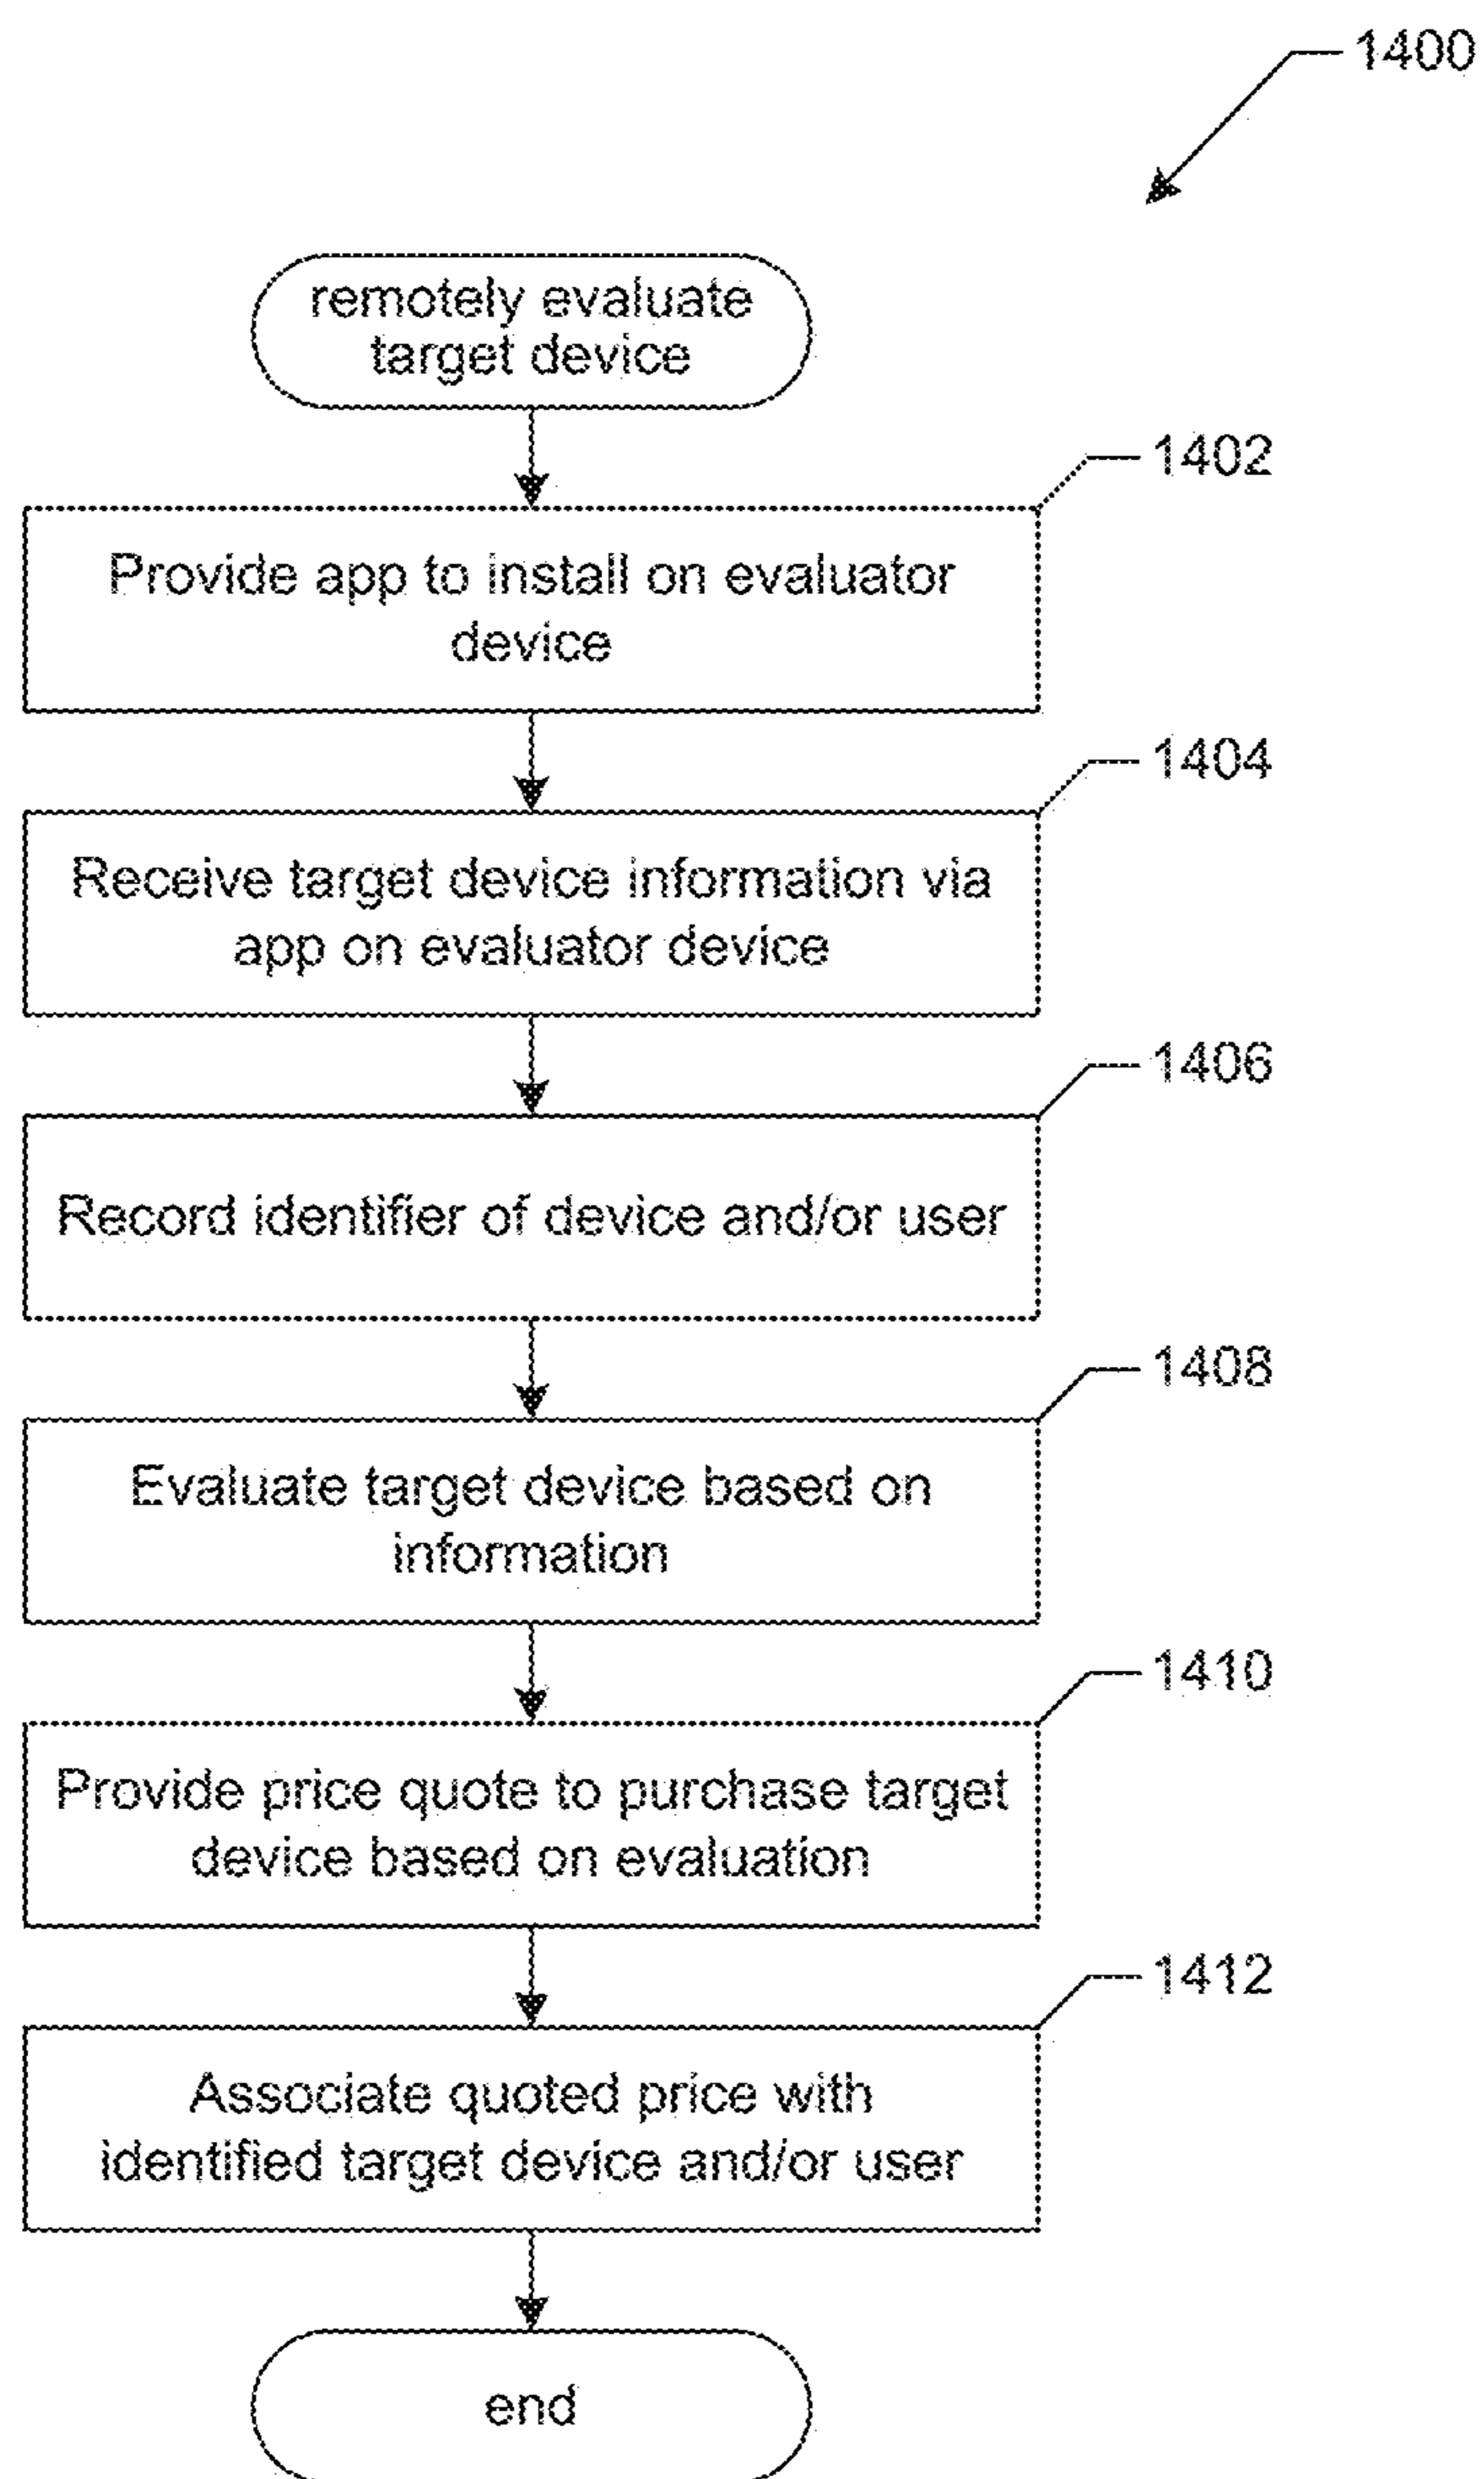 1400
remotely evaluate
target device
1402
Provide app to install on evaluator
device
1404
Receive target device information via
app on evaluator device
1406
Record identifier of device and/or user
1408
Evaluate target device based on
information
1410
Provide price quote to purchase target
device based on evaluation
1412
Associate quoted price with
identified target device and/or user
end